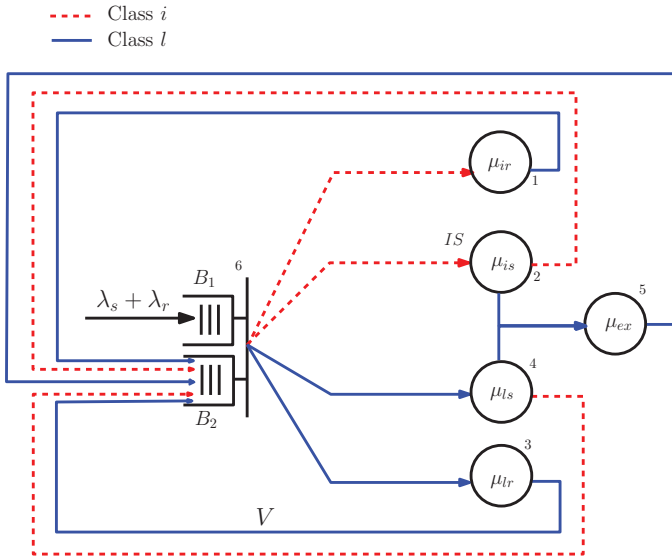 Class i
Class l
μ_ir
1
IS
μ_is
2
6
B_1
λ_s + λ_r
5
μ_ex
4
μ_ls
B_2
3
μ_lr
V